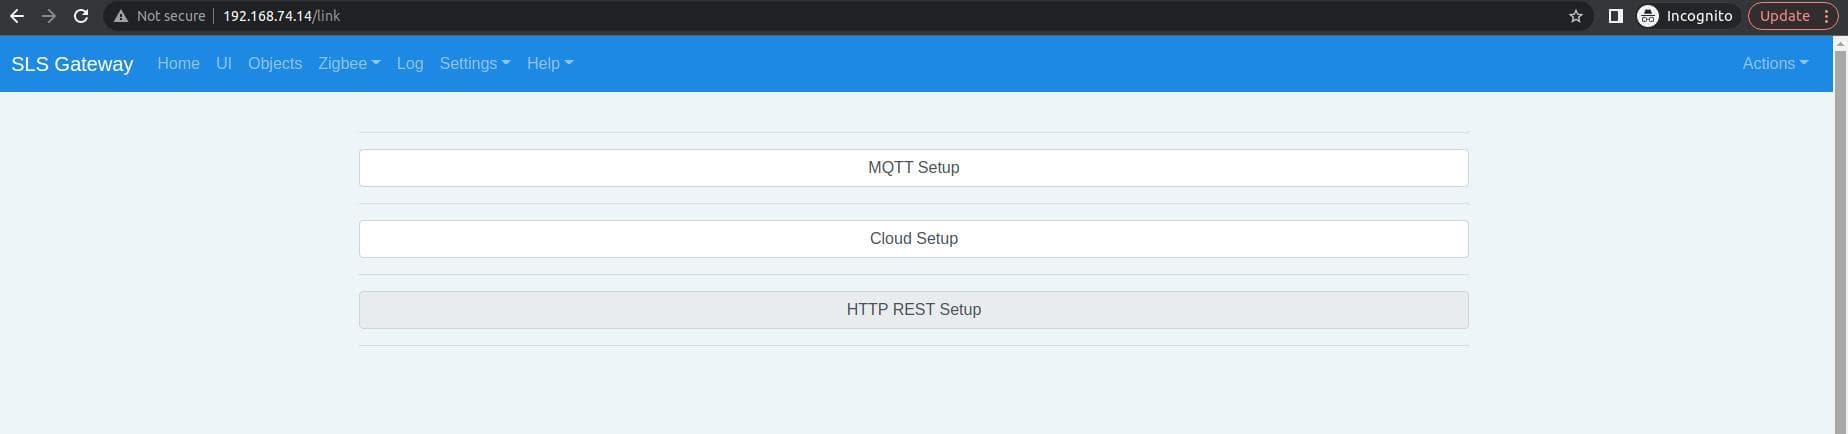 Not secure 192.168.74.14/link Incognito Update
SLS Gateway Home UI Objects Zigbee Log Settings Help Actions
MQTT Setup
Cloud Setup
HTTP REST Setup